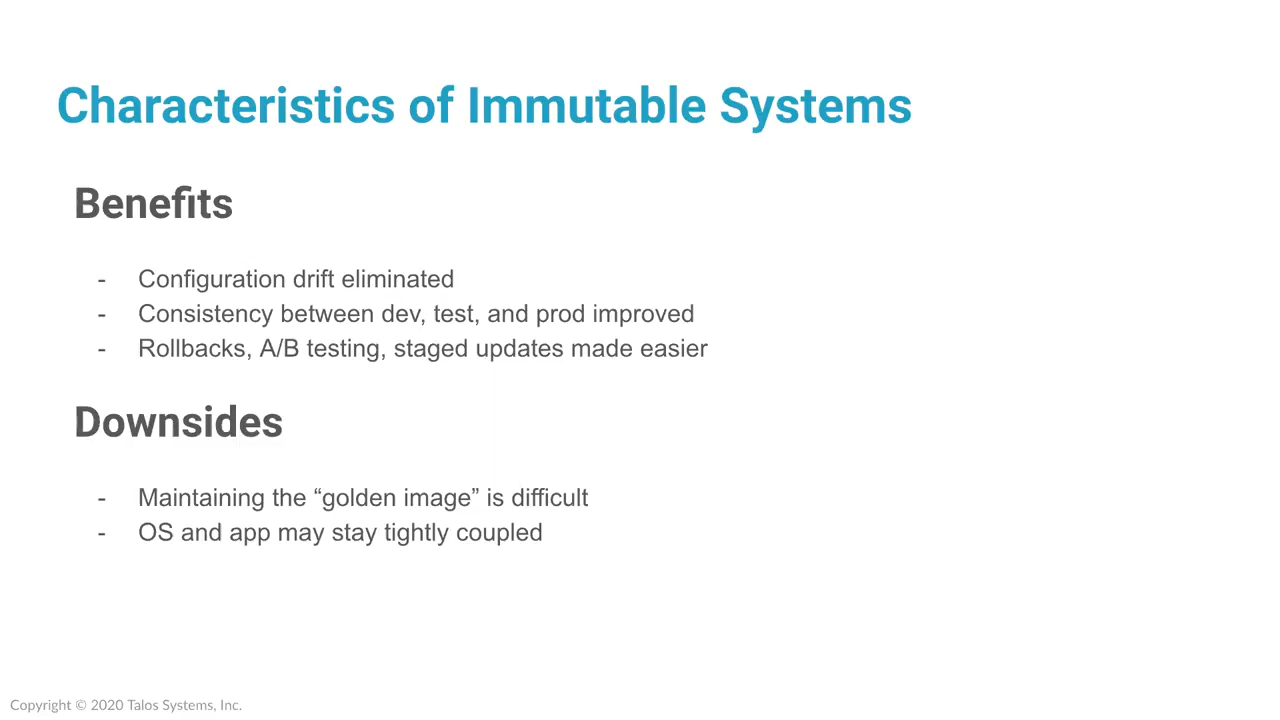 Characteristics of Immutable Systems
Benefits
- Configuration drift eliminated
- Consistency between dev, test, and prod improved
- Rollbacks, A/B testing, staged updates made easier
Downsides
- Maintaining the “golden image” is difficult
- OS and app may stay tightly coupled
Copyright © 2020 Talos Systems, Inc.